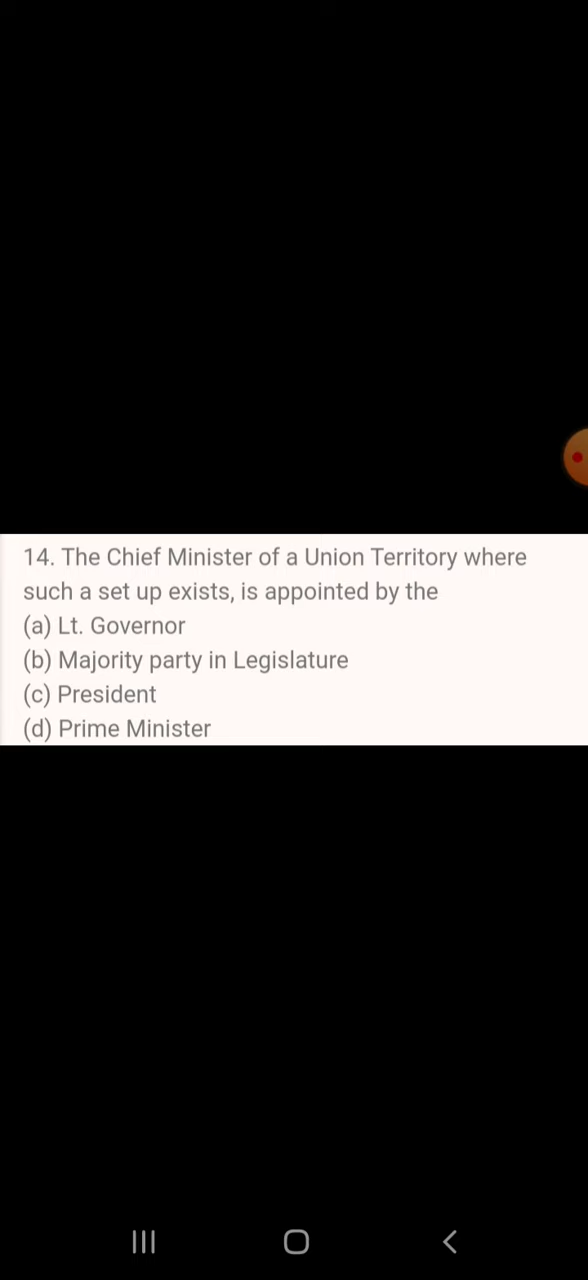 14. The Chief Minister of a Union Territory where
such a set up exists, is appointed by the
(a) Lt. Governor
(b) Majority party in Legislature
(c) President
(d) Prime Minister